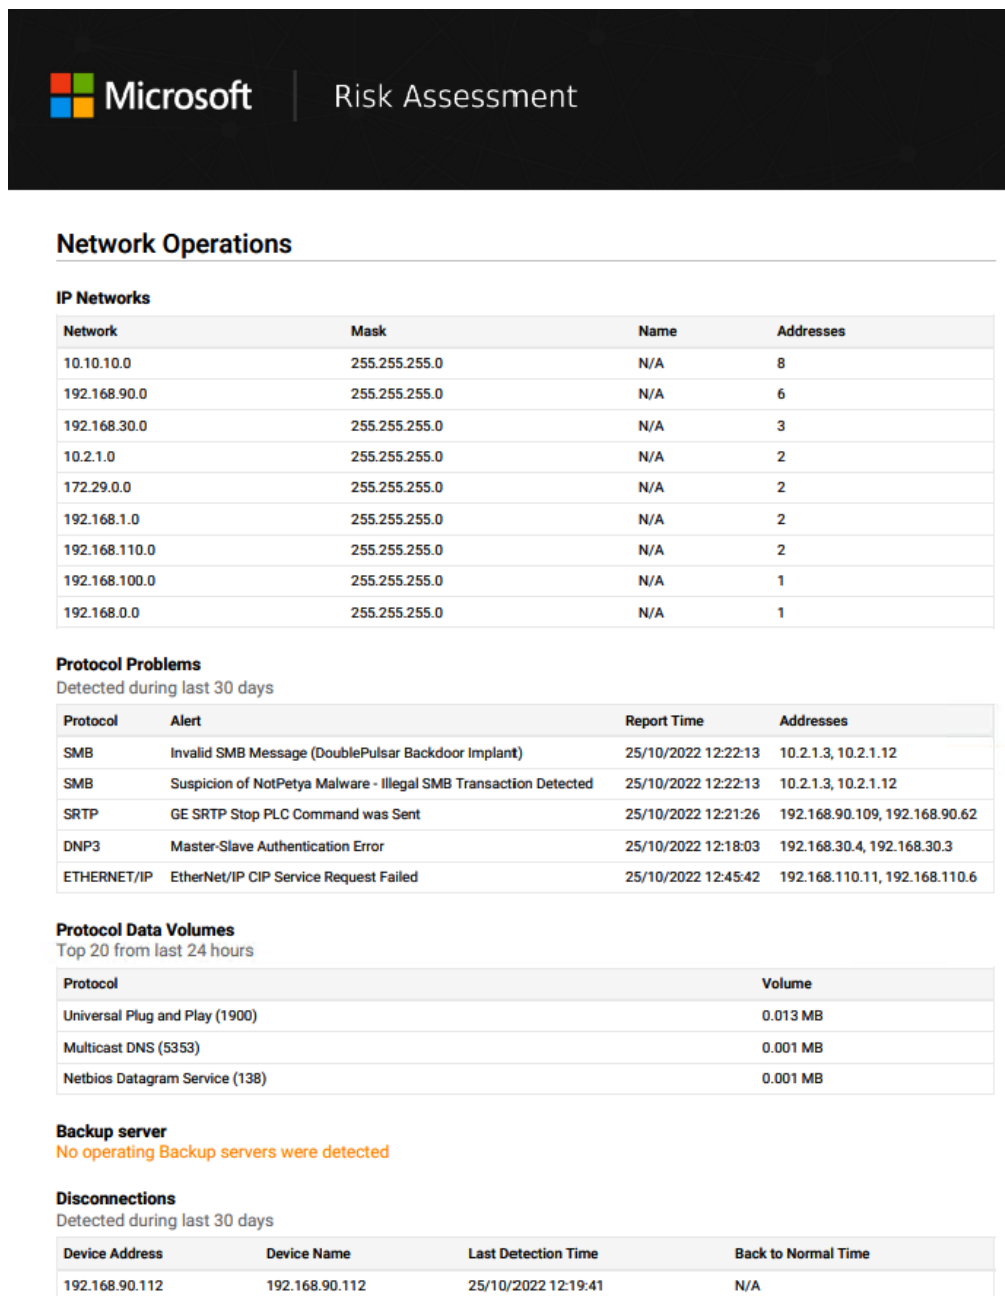 Microsoft Risk Assessment
Network Operations
IP Networks
Network Mask Name Addresses
10.10.10.0 255.255.255.0 N/A 8
192.168.90.0 255.255.255.0 N/A 6
192.168.30.0 255.255.255.0 N/A 3
10.2.1.0 255.255.255.0 N/A 2
172.29.0.0 255.255.255.0 N/A 2
192.168.1.0 255.255.255.0 N/A 2
192.168.110.0 255.255.255.0 N/A 2
192.168.100.0 255.255.255.0 N/A 1
192.168.0.0 255.255.255.0 N/A 1
Protocol Problems
Detected during last 30 days
Protocol Alert Report Time Addresses
SMB Invalid SMB Message (DoublePulsar Backdoor Implant) 25/10/2022 12:22:13 10.2.1.3, 10.2.1.12
SMB Suspicion of NotPetya Malware - Illegal SMB Transaction Detected 25/10/2022 12:22:13 10.2.1.3, 10.2.1.12
SRTP GE SRTP Stop PLC Command was Sent 25/10/2022 12:21:26 192.168.90.109, 192.168.90.62
DNP3 Master-Slave Authentication Error 25/10/2022 12:18:03 192.168.30.4, 192.168.30.3
ETHERNET/IP EtherNet/IP CIP Service Request Failed 25/10/2022 12:45:42 192.168.110.11, 192.168.110.6
Protocol Data Volumes
Top 20 from last 24 hours
Protocol Volume
Universal Plug and Play (1900) 0.013 MB
Multicast DNS (5353) 0.001 MB
Netbios Datagram Service (138) 0.001 MB
Backup server
No operating Backup servers were detected
Disconnections
Detected during last 30 days
Device Address Device Name Last Detection Time Back to Normal Time
192.168.90.112 192.168.90.112 25/10/2022 12:19:41 N/A